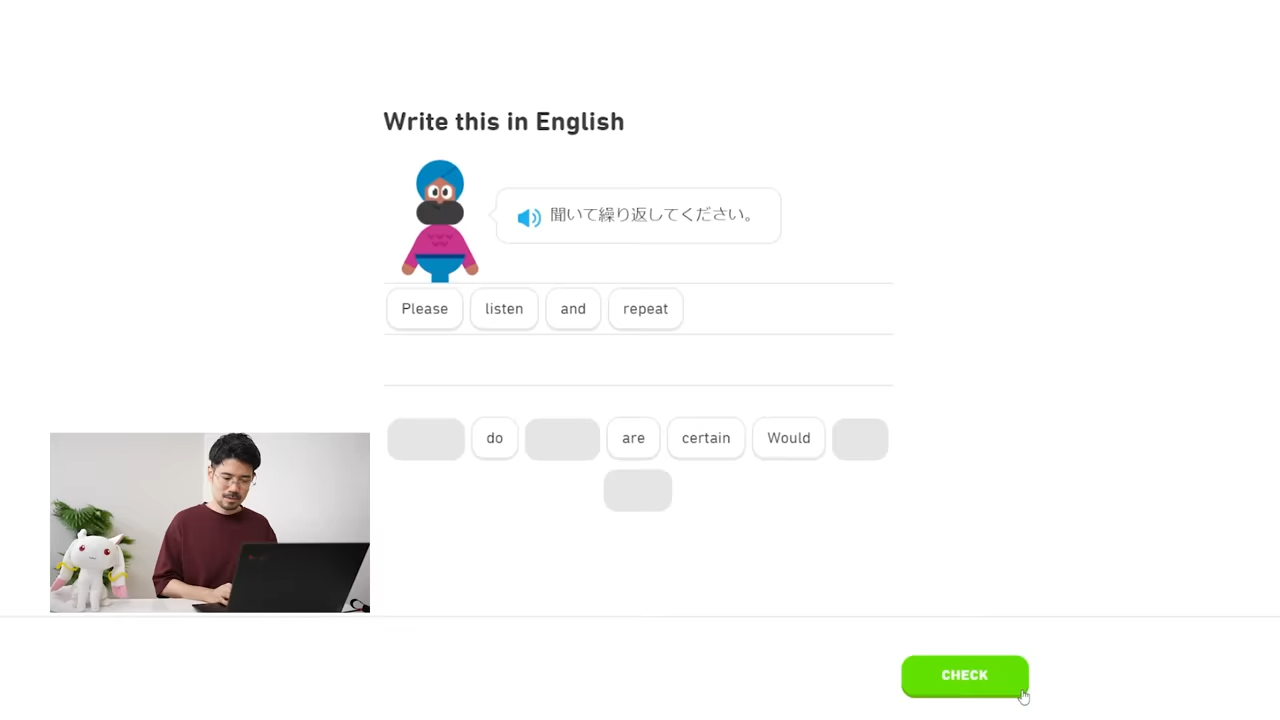 Write this in English
聞いて繰り返してください。
Please listen and repeat
do are certain Would
CHECK